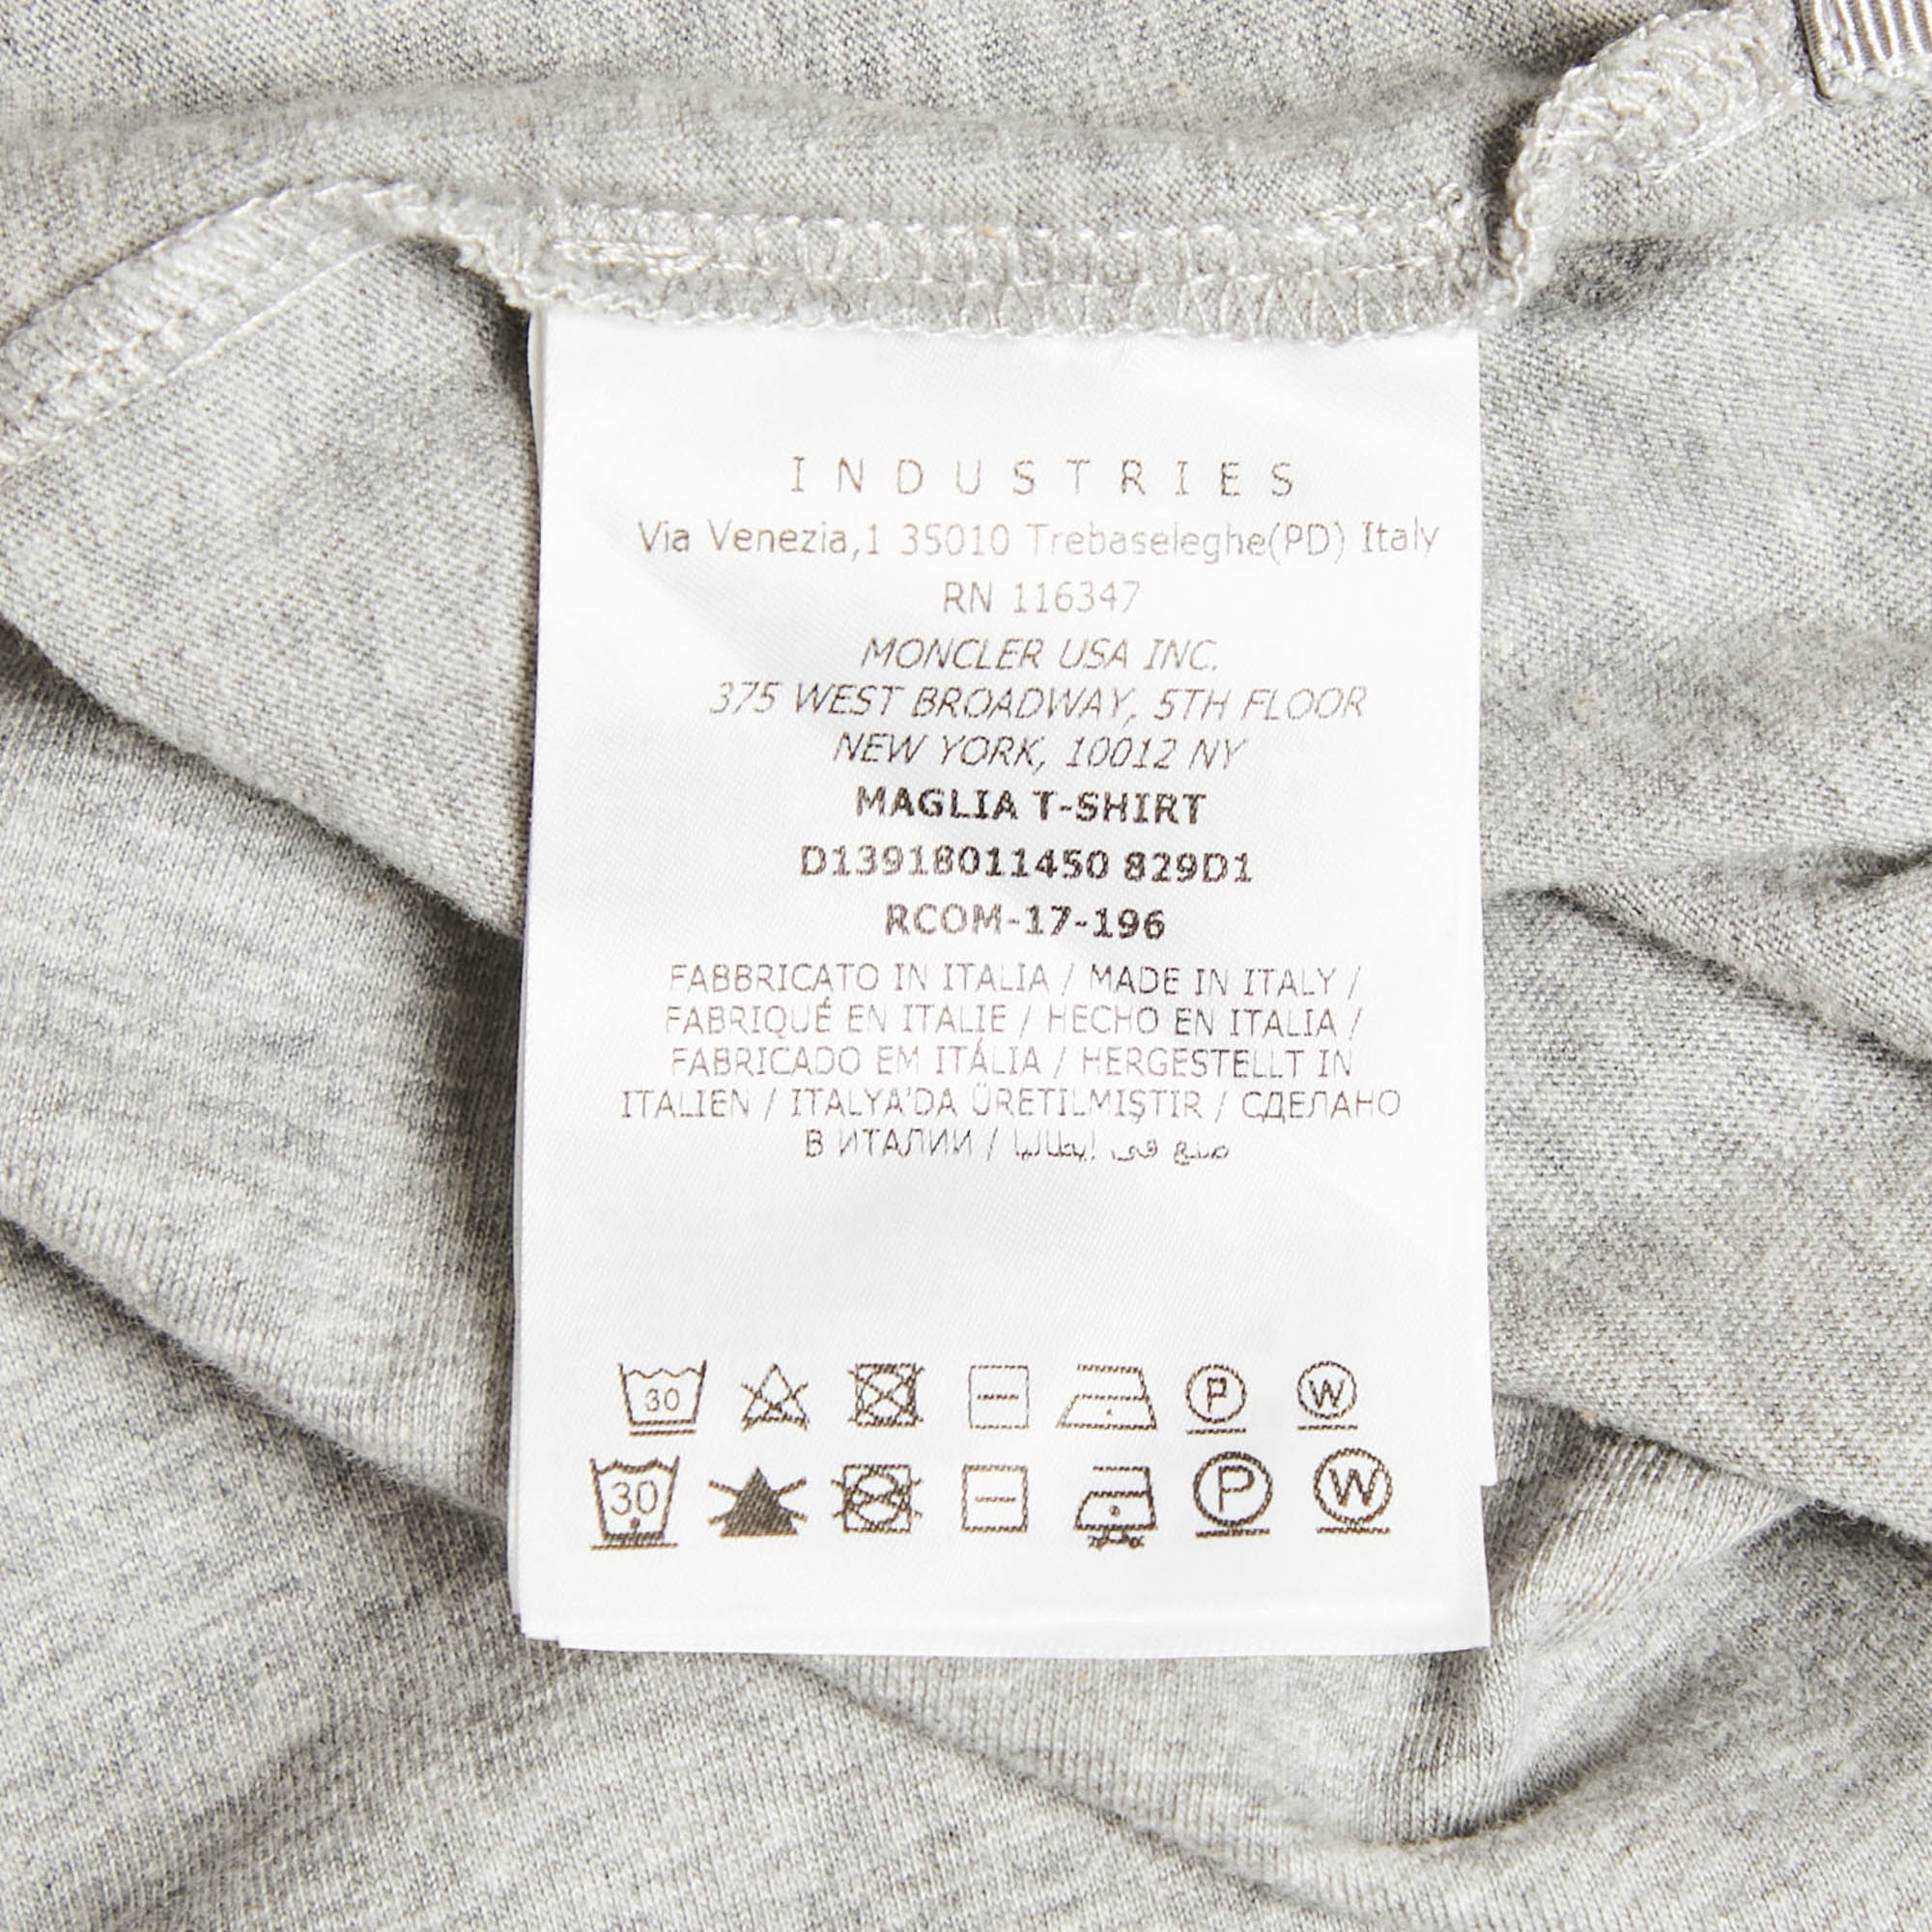 INDUSTRIES
Via Venezia,1 35010 Trebaseleghe(PD) Italy
RN 116347
MONCLER USA INC.
375 WEST BROADWAY, 5TH FLOOR
NEW YORK, 10012 NY
MAGLIA T-SHIRT
D13918011450 829D1
RCOM-17-196
FABBRICATO IN ITALIA / MADE IN ITALY /
FABRIQUÉ EN ITALIE / HECHO EN ITALIA /
FABRICADO EM ITÁLIA / HERGESTELLT IN
ITALIEN / ITALYA'DA ÜRETILMIŞTIR / СДЕЛАНО
В ИТАЛИИ / صنع في إيطاليا
30 P W
30 P W